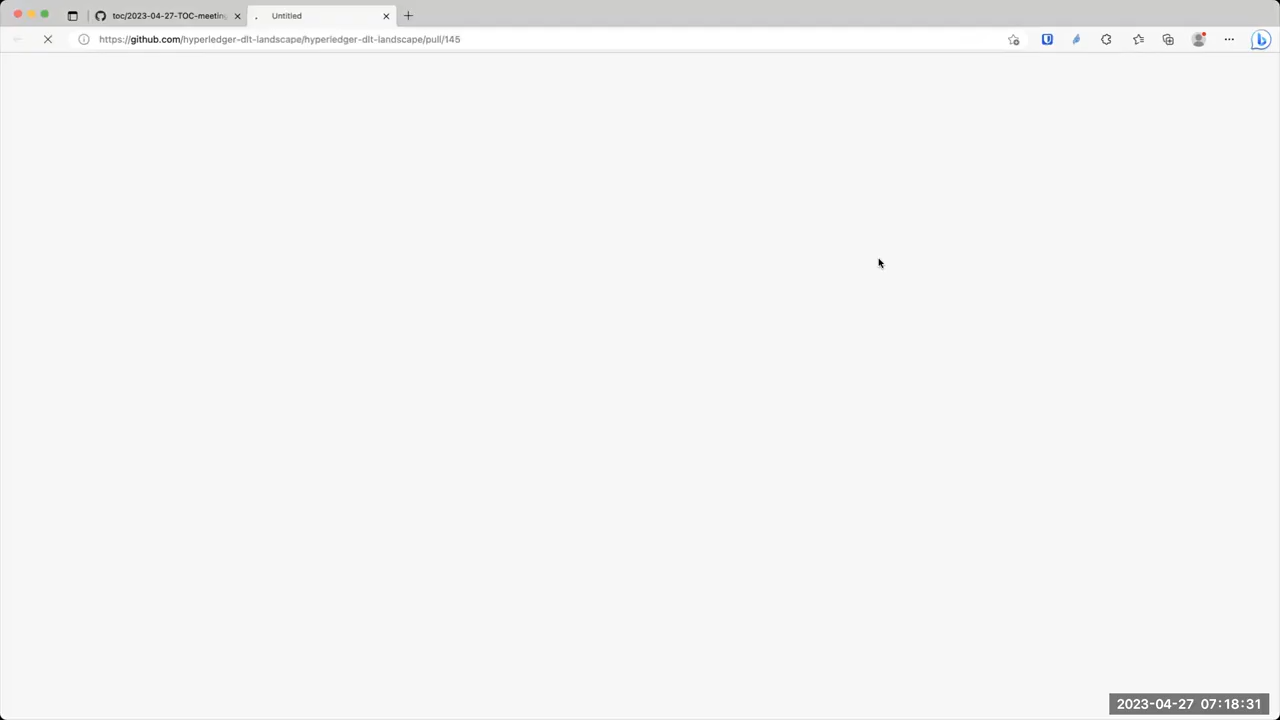 toc/2023-04-27-TOC-meeting
Untitled
https://github.com/hyperledger-dlt-landscape/hyperledger-dlt-landscape/pull/145
2023-04-27 07:18:31